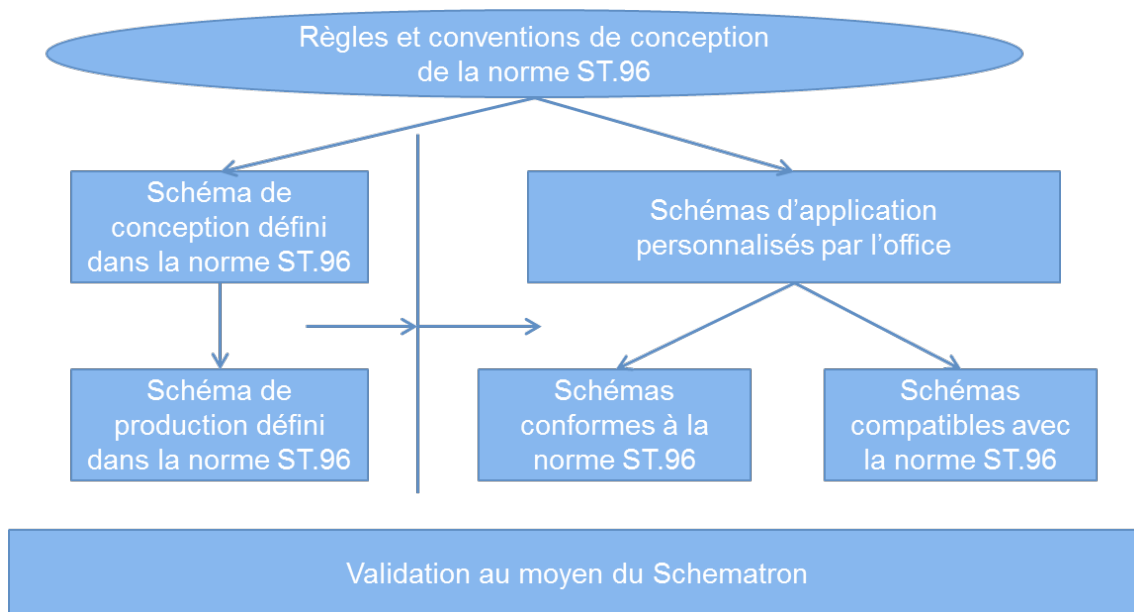 Règles et conventions de conception
de la norme ST.96
Schéma de
conception défini
dans la norme ST.96
Schémas d’application
personnalisés par l’office
Schéma de
production défini
dans la norme ST.96
Schémas
conformes à la
norme ST.96
Schémas
compatibles avec
la norme ST.96
Validation au moyen du Schematron